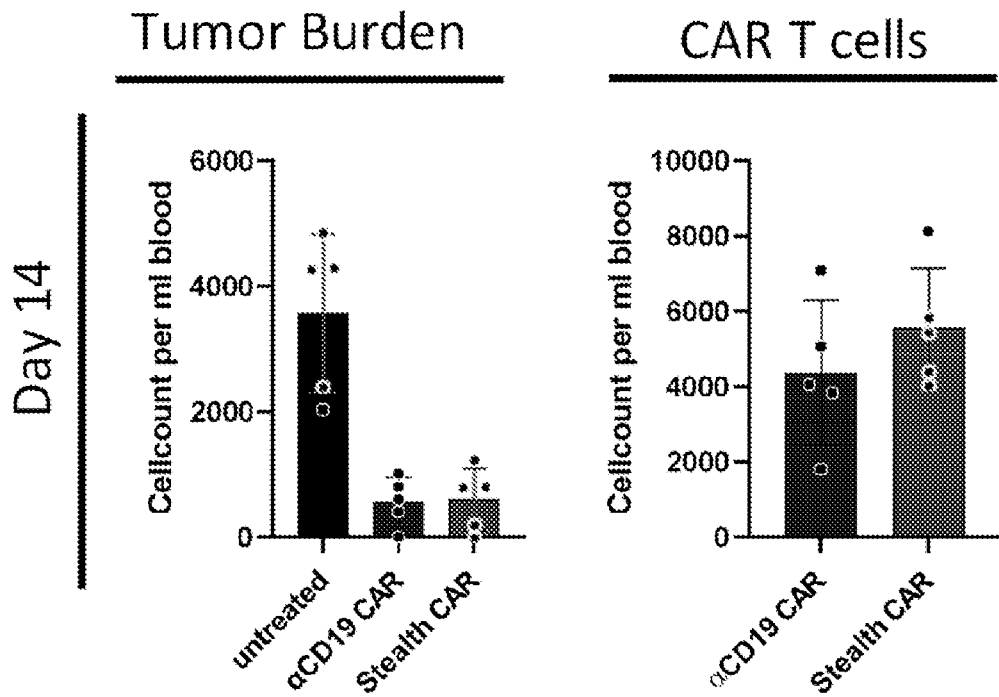 Tumor Burden
CAR T cells
Day 14
Cellcount per ml blood
6000
4000
2000
0
untreated
αCD19 CAR
Stealth CAR
Cellcount per ml blood
10000
8000
6000
4000
2000
0
αCD19 CAR
Stealth CAR